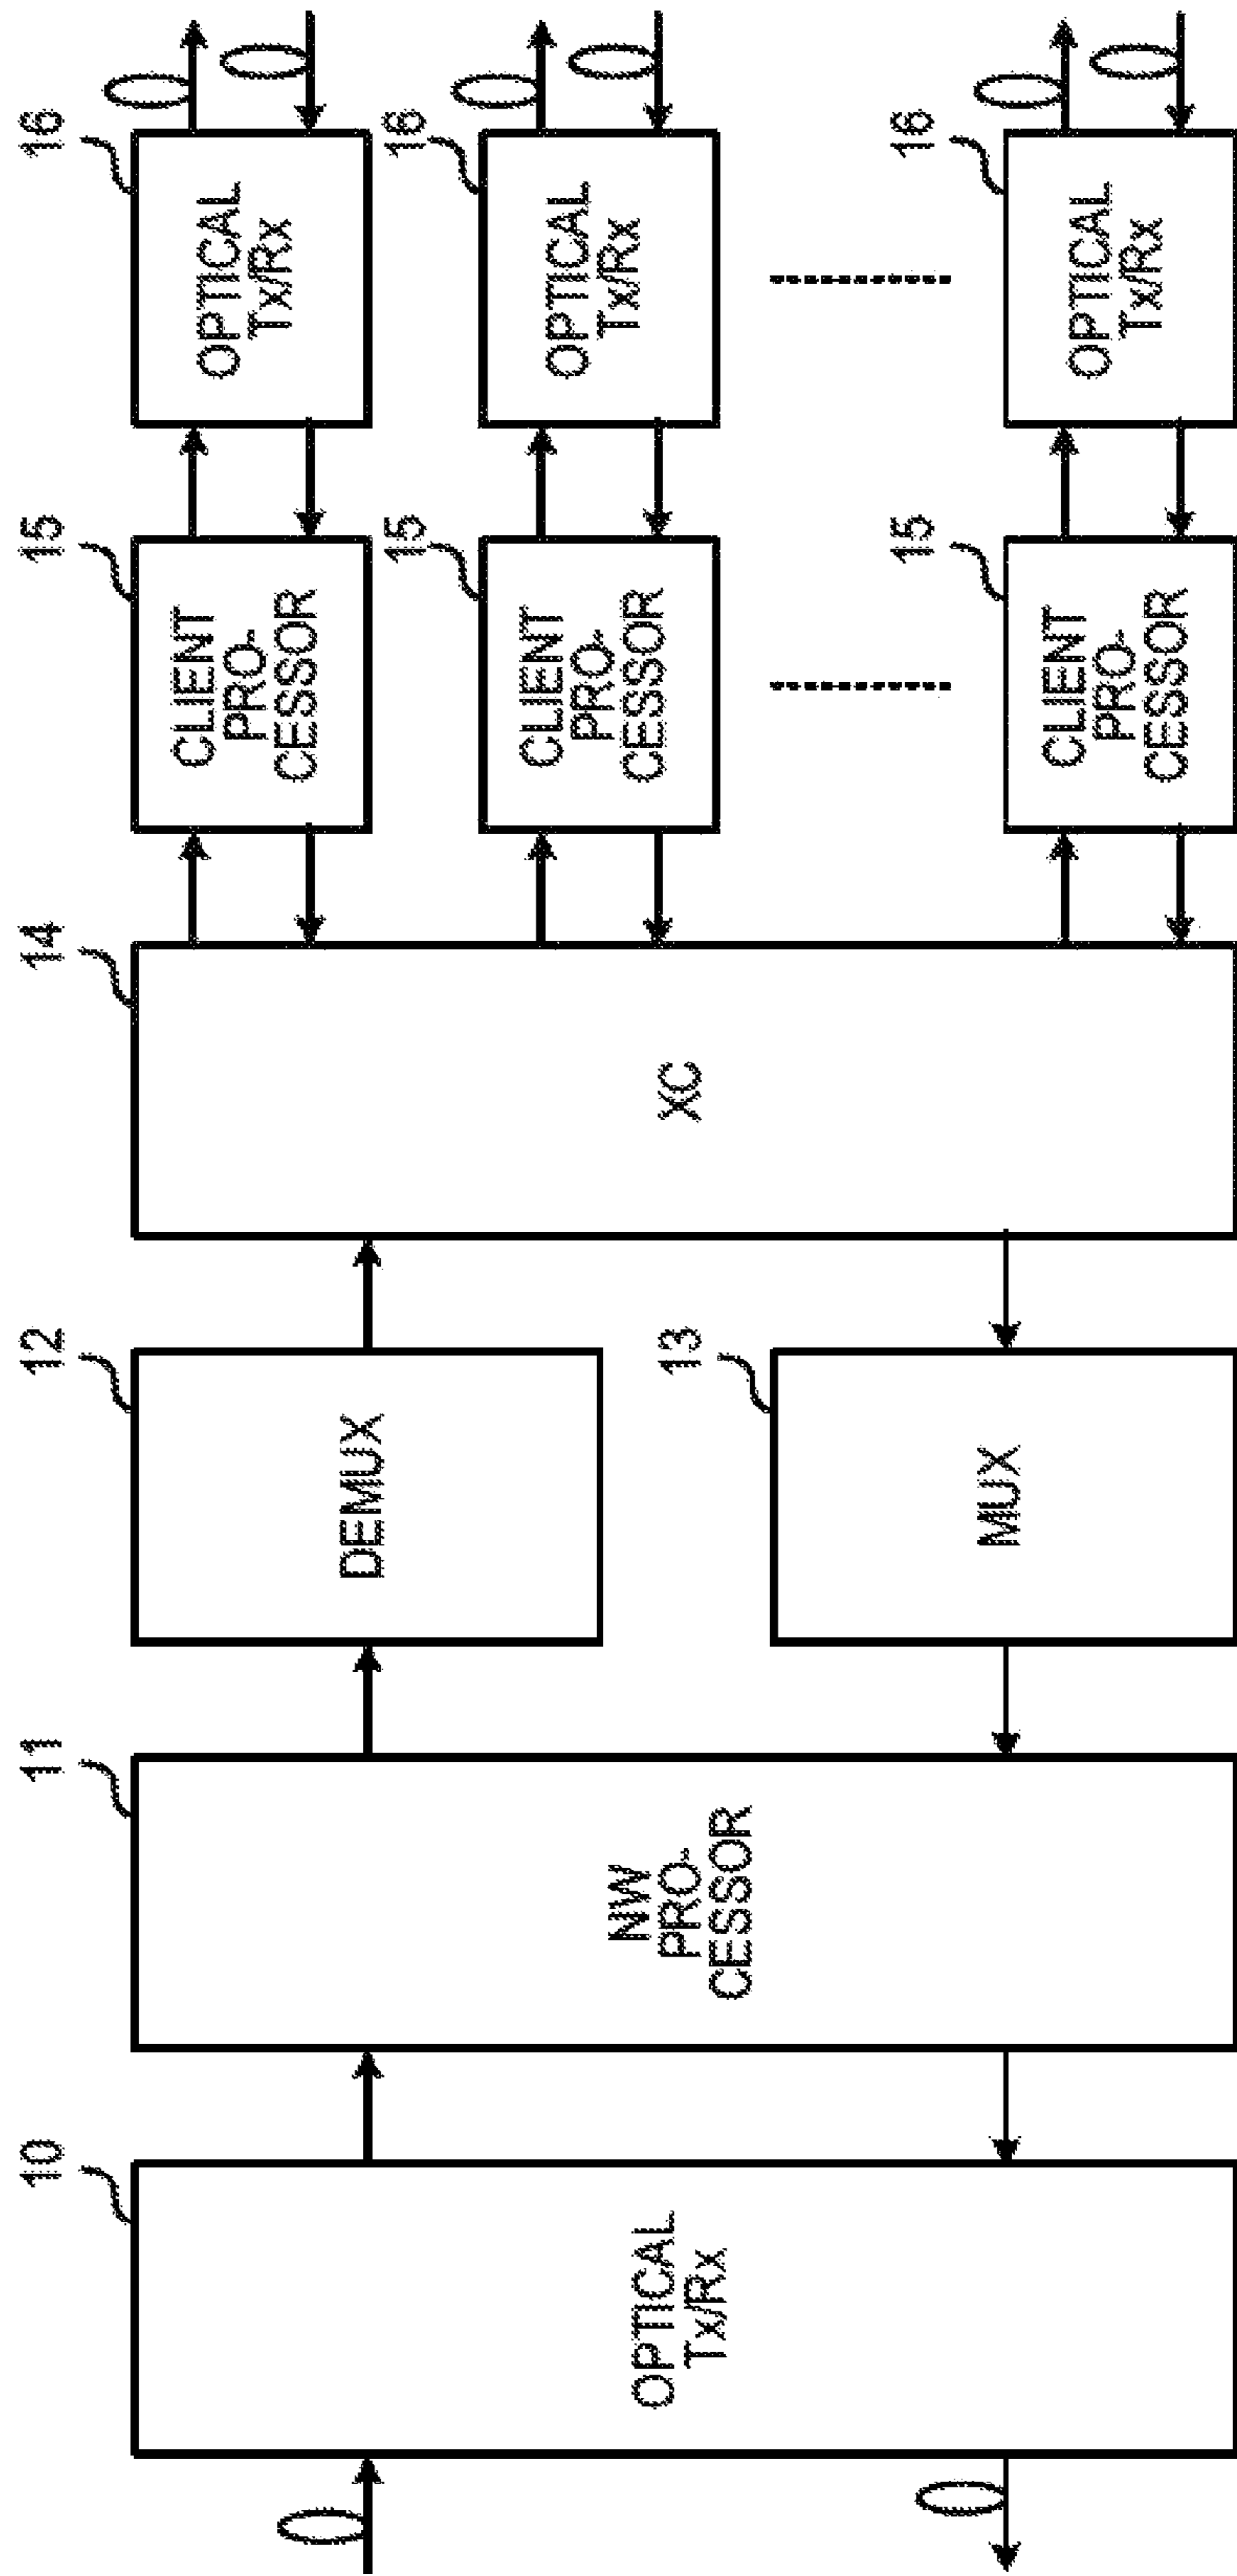 10
OPTICAL
Tx/Rx
11
NW
PRO-
CESSOR
12
DEMUX
13
MUX
14
XC
15
CLIENT
PRO-
CESSOR
16
OPTICAL
Tx/Rx
15
CLIENT
PRO-
CESSOR
16
OPTICAL
Tx/Rx
15
CLIENT
PRO-
CESSOR
16
OPTICAL
Tx/Rx